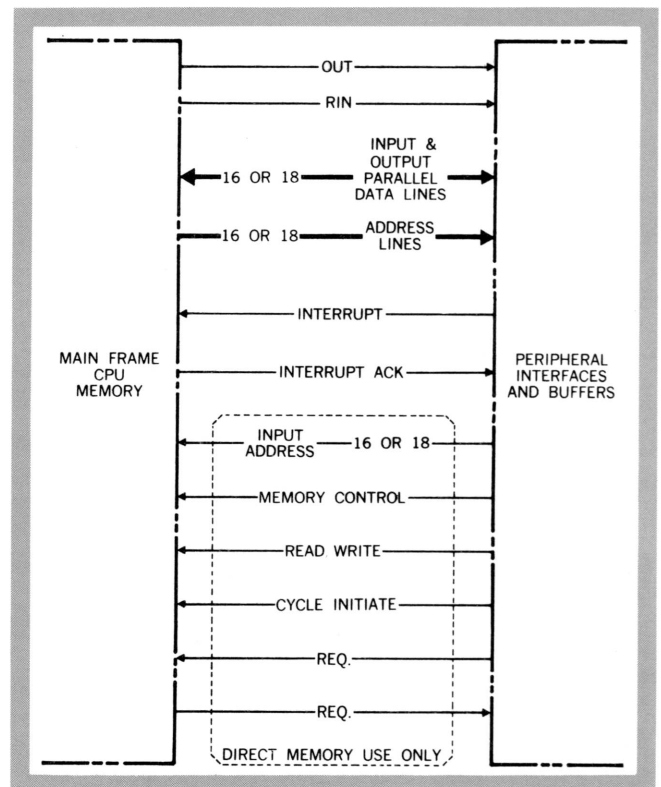 OUT
RIN
INPUT &
OUTPUT
16 OR 18 PARALLEL
DATA LINES
16 OR 18 ADDRESS
LINES
INTERRUPT
MAIN FRAME
CPU
MEMORY
INTERRUPT ACK
PERIPHERAL
INTERFACES
AND BUFFERS
INPUT
ADDRESS 16 OR 18
MEMORY CONTROL
READ WRITE
CYCLE INITIATE
REQ.
REQ.
DIRECT MEMORY USE ONLY